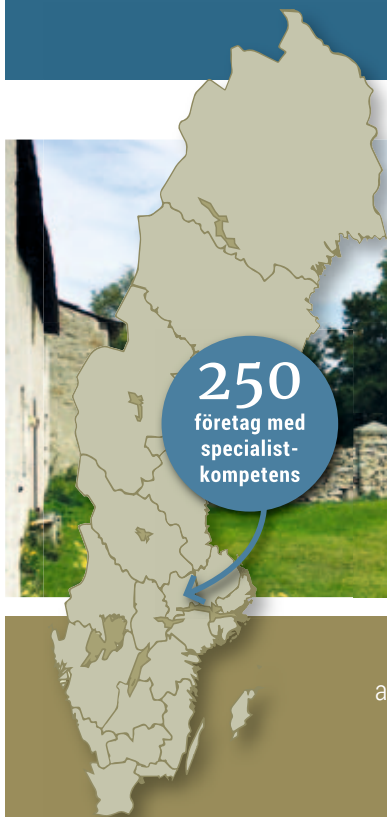 250
företag med
specialist-
kompetens
a